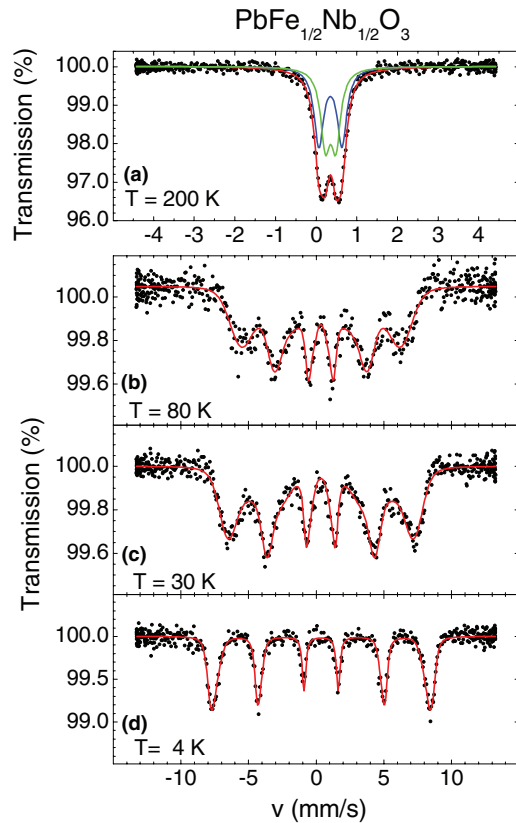 PbFe1/2Nb1/2O3
Transmission (%)
100.0
99.0
98.0
97.0
96.0
(a)
T = 200 K
-4 -3 -2 -1 0 1 2 3 4
100.0
99.8
99.6
(b)
T = 80 K
Transmission (%)
100.0
99.8
99.6
(c)
T = 30 K
100.0
99.5
99.0
(d)
T= 4 K
-10 -5 0 5 10
v (mm/s)